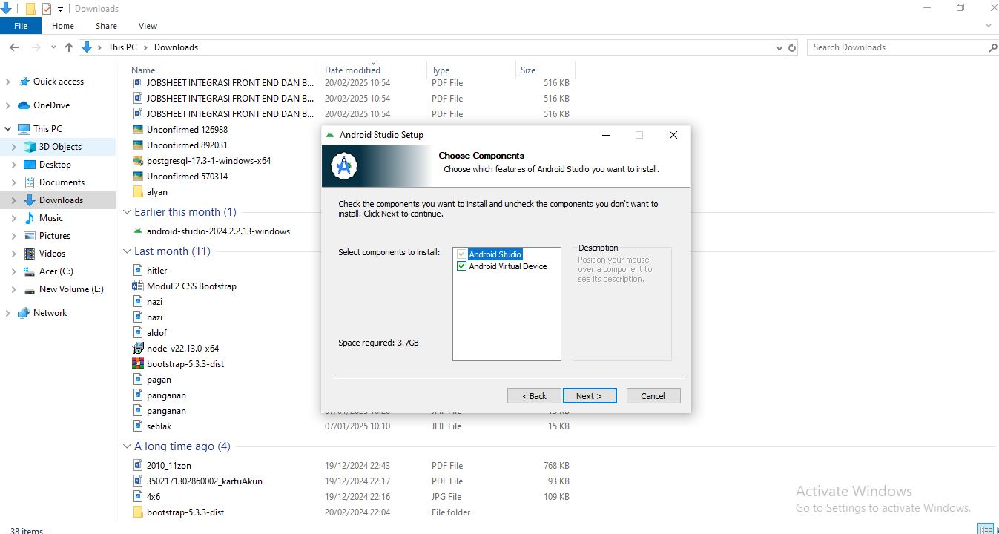 Downloads
File Home Share View
This PC Downloads
Search Downloads
Name Date modified Type Size
Quick access
OneDrive
This PC
3D Objects
Desktop
Documents
Downloads
Music
Pictures
Videos
Acer (C:)
New Volume (E:)
Network
JOBSHEET INTEGRASI FRONT END DAN B... 20/02/2025 10:54 PDF File 516 KB
JOBSHEET INTEGRASI FRONT END DAN B... 20/02/2025 10:54 PDF File 516 KB
JOBSHEET INTEGRASI FRONT END DAN B... 20/02/2025 10:54 PDF File 516 KB
Unconfirmed 126988
Unconfirmed 892031
postgresql-17.3-1-windows-x64
Unconfirmed 570314
alyan
Earlier this month (1)
android-studio-2024.2.2.13-windows
Last month (11)
hitler
Modul 2 CSS Bootstrap
nazi
nazi
aldof
node-v22.13.0-x64
bootstrap-5.3.3-dist
pagan
panganan
panganan
seblak 07/01/2025 10:10 JFIF File 15 KB
A long time ago (4)
2010_11zon 19/12/2024 22:43 PDF File 768 KB
3502171302860002_kartuAkun 19/12/2024 22:17 PDF File 93 KB
4x6 19/12/2024 22:16 JPG File 109 KB
bootstrap-5.3.3-dist 20/02/2024 22:04 File folder
38 items
Android Studio Setup
Choose Components
Choose which features of Android Studio you want to install.
Check the components you want to install and uncheck the components you don't want to
install. Click Next to continue.
Select components to install:
Android Studio
Android Virtual Device
Description
Position your mouse
over a component to
see its description.
Space required: 3.7GB
< Back Next > Cancel
Activate Windows
Go to Settings to activate Windows.